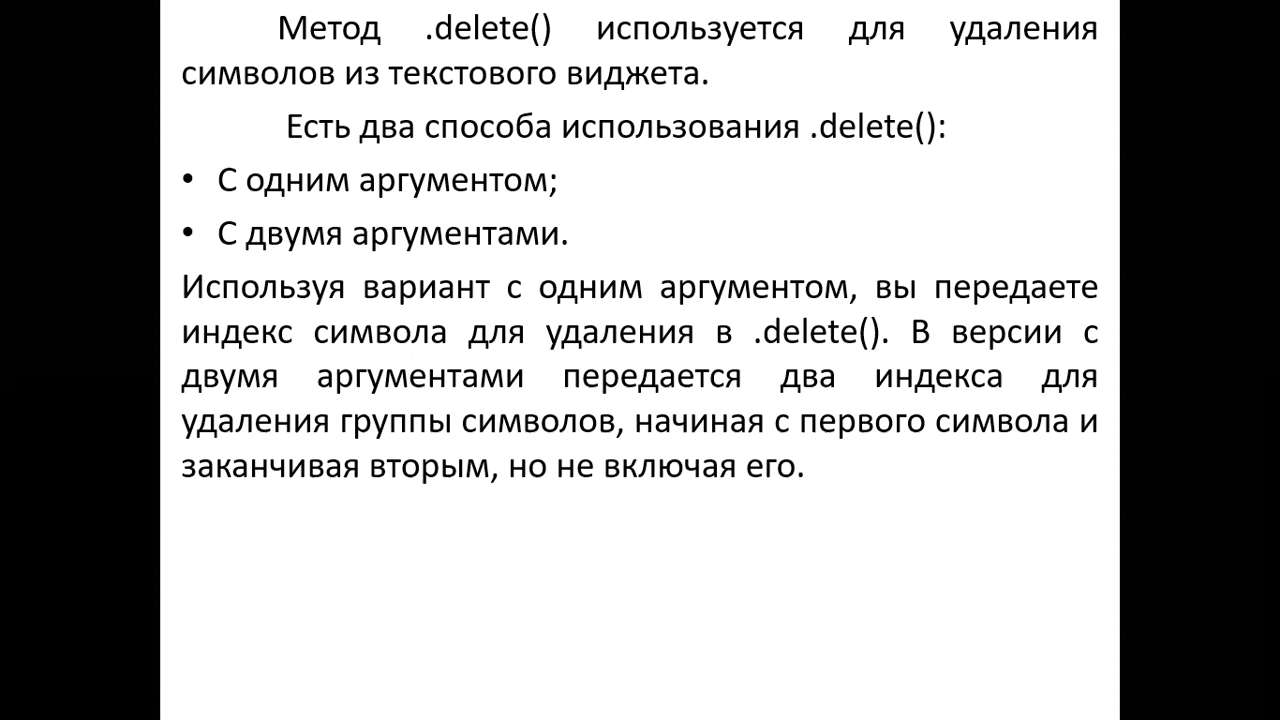 Метод .delete() используется для удаления
символов из текстового виджета.
Есть два способа использования .delete():
• С одним аргументом;
• С двумя аргументами.
Используя вариант с одним аргументом, вы передаете
индекс символа для удаления в .delete(). В версии с
двумя аргументами передается два индекса для
удаления группы символов, начиная с первого символа и
заканчивая вторым, но не включая его.